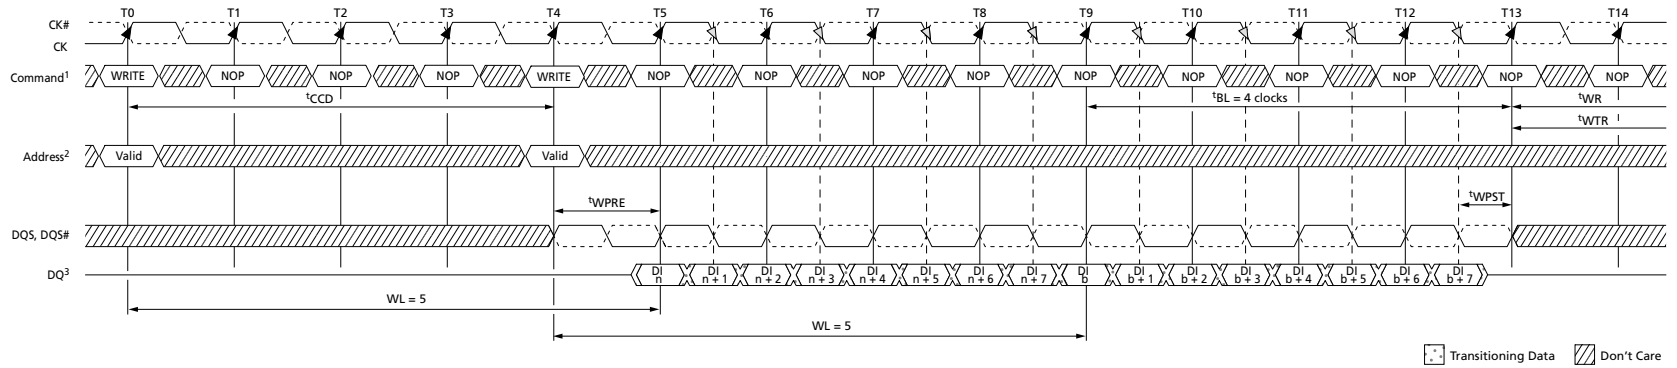 T0 T1 T2 T3 T4 T5 T6 T7 T8 T9 T10 T11 T12 T13 T14
CK#
CK
Command1 WRITE NOP NOP NOP WRITE NOP NOP NOP NOP NOP NOP NOP NOP NOP NOP
tCCD tBL = 4 clocks tWR
tWTR
Address2 Valid Valid
tWPRE tWPST
DQS, DQS#
DQ3 DI n DI n + 1 DI n + 2 DI n + 3 DI n + 4 DI n + 5 DI n + 6 DI n + 7 DI b DI b + 1 DI b + 2 DI b + 3 DI b + 4 DI b + 5 DI b + 6 DI b + 7
WL = 5
WL = 5
Transitioning Data Don't Care